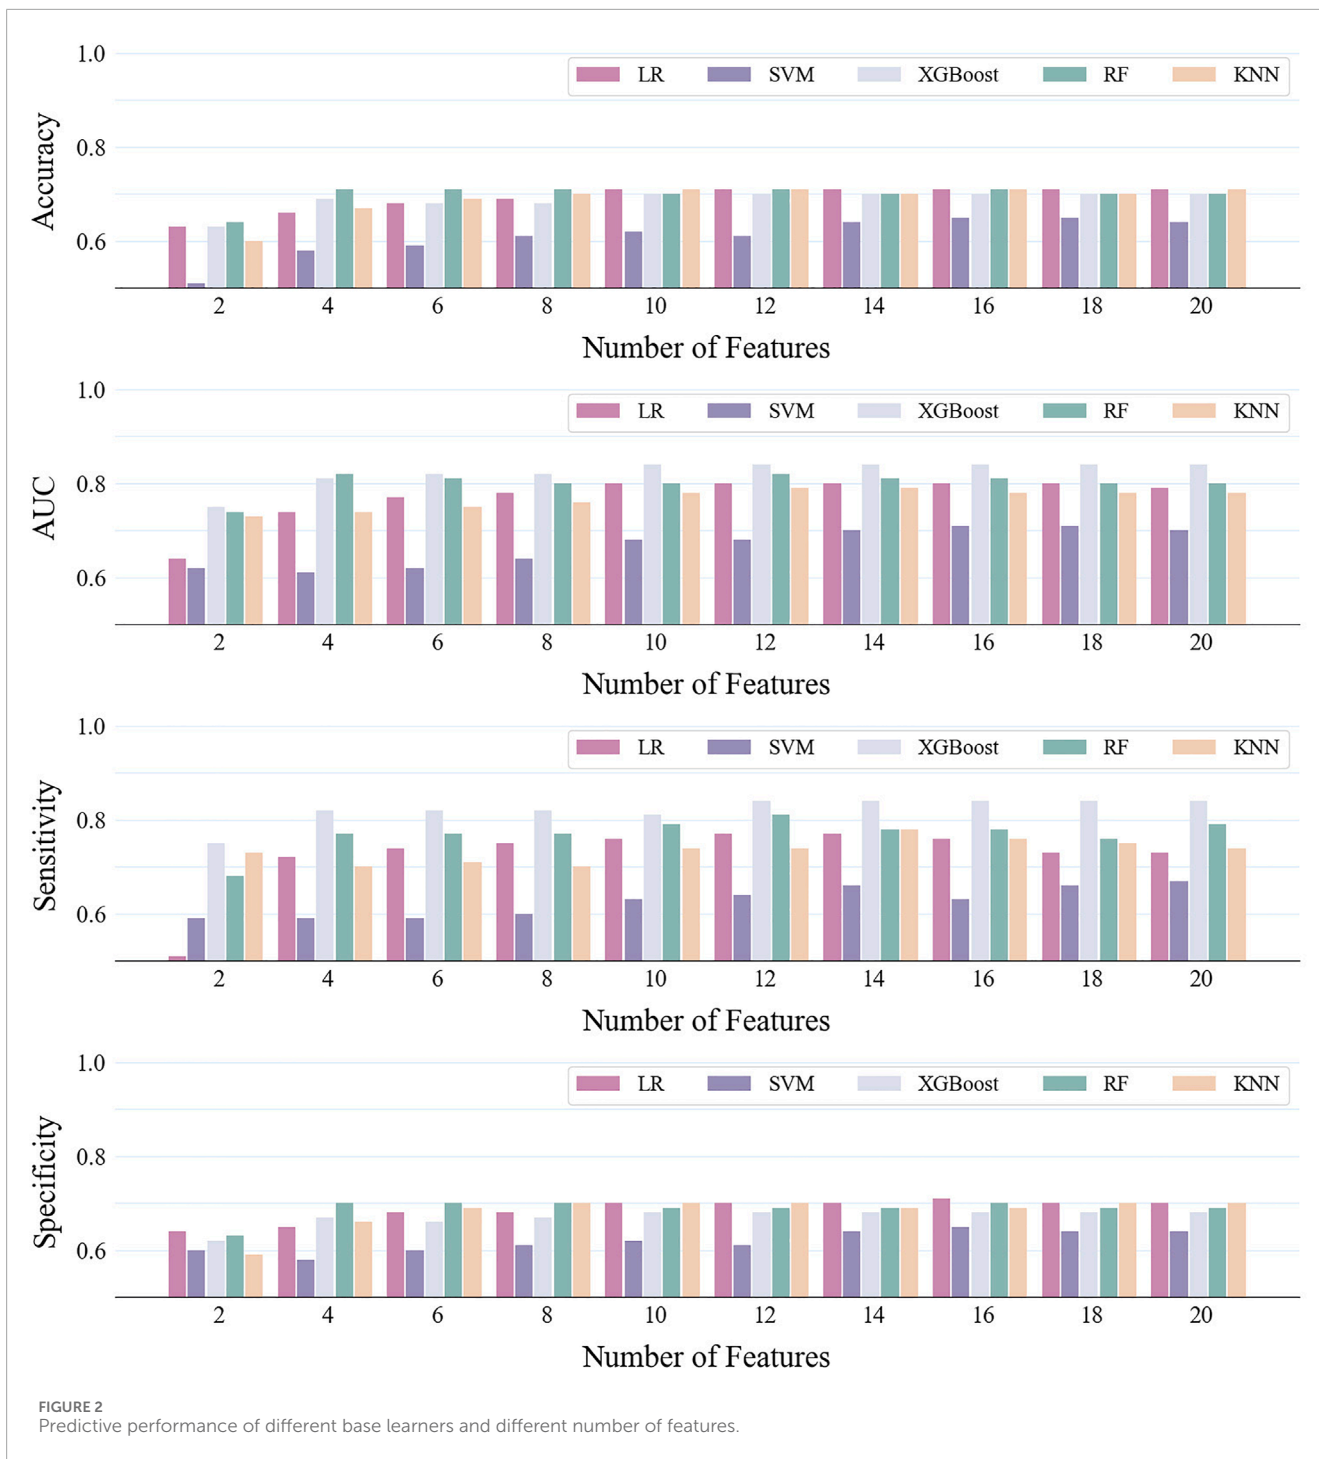 1.0
LR SVM XGBoost RF KNN
0.8
Accuracy
0.6
2 4 6 8 10 12 14 16 18 20
Number of Features
1.0
LR SVM XGBoost RF KNN
0.8
AUC
0.6
2 4 6 8 10 12 14 16 18 20
Number of Features
1.0
LR SVM XGBoost RF KNN
0.8
Sensitivity
0.6
2 4 6 8 10 12 14 16 18 20
Number of Features
1.0
LR SVM XGBoost RF KNN
0.8
Specificity
0.6
2 4 6 8 10 12 14 16 18 20
Number of Features
FIGURE 2
Predictive performance of different base learners and different number of features.